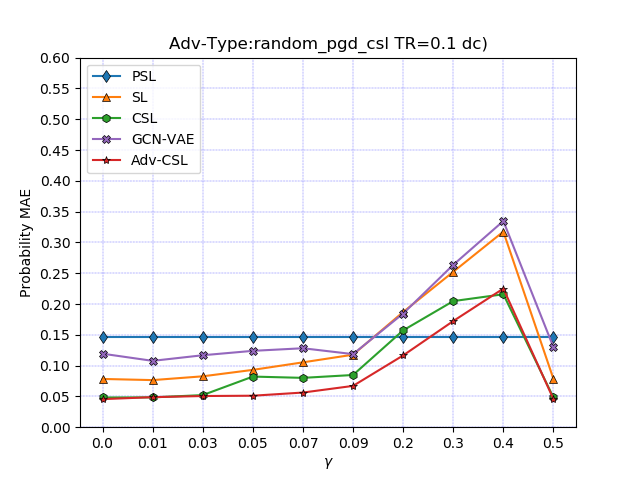 Adv-Type:random_pgd_csl TR=0.1 dc)
PSL
SL
CSL
GCN-VAE
Adv-CSL
Probability MAE
0.60
0.55
0.50
0.45
0.40
0.35
0.30
0.25
0.20
0.15
0.10
0.05
0.00
0.0 0.01 0.03 0.05 0.07 0.09 0.2 0.3 0.4 0.5
γ